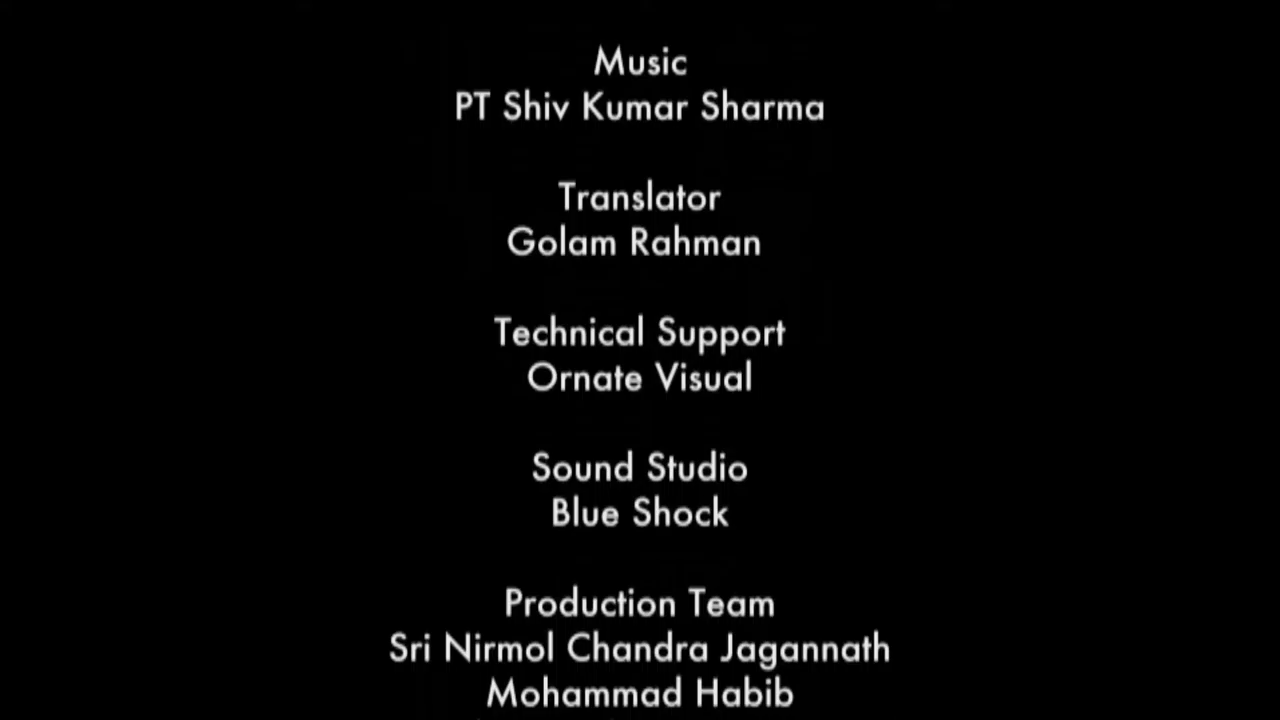 Music
PT Shiv Kumar Sharma
Translator
Golam Rahman
Technical Support
Ornate Visual
Sound Studio
Blue Shock
Production Team
Sri Nirmol Chandra Jagannath
Mohammad Habib